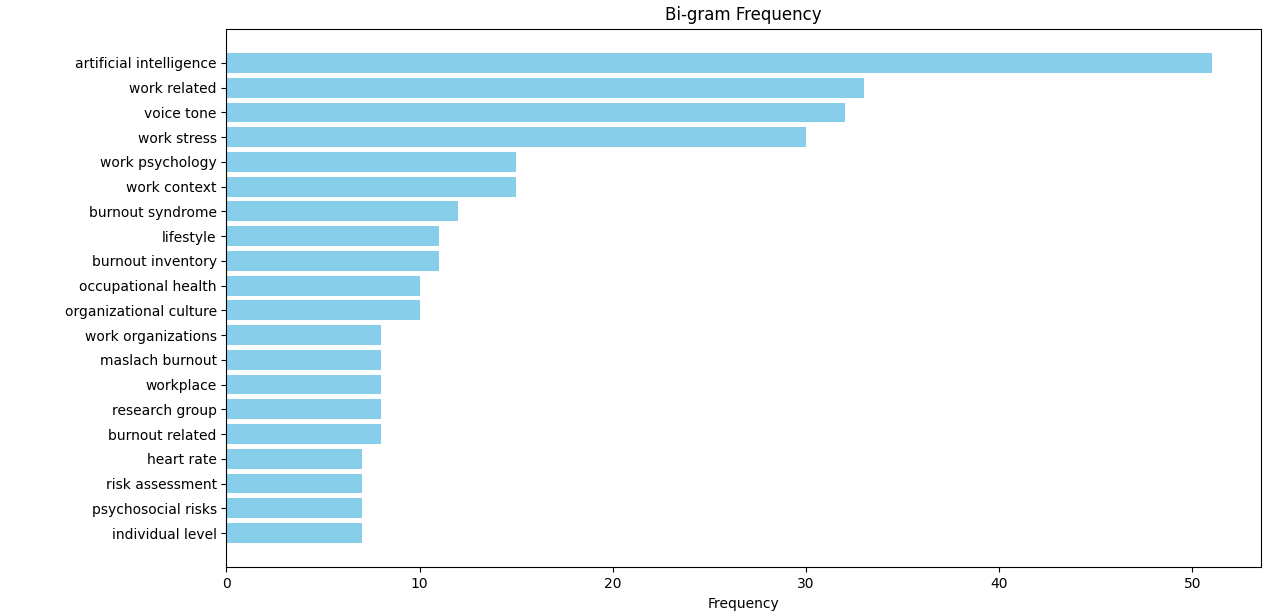 Bi-gram Frequency
artificial intelligence
work related
voice tone
work stress
work psychology
work context
burnout syndrome
lifestyle
burnout inventory
occupational health
organizational culture
work organizations
maslach burnout
workplace
research group
burnout related
heart rate
risk assessment
psychosocial risks
individual level
0 10 20 30 40 50
Frequency